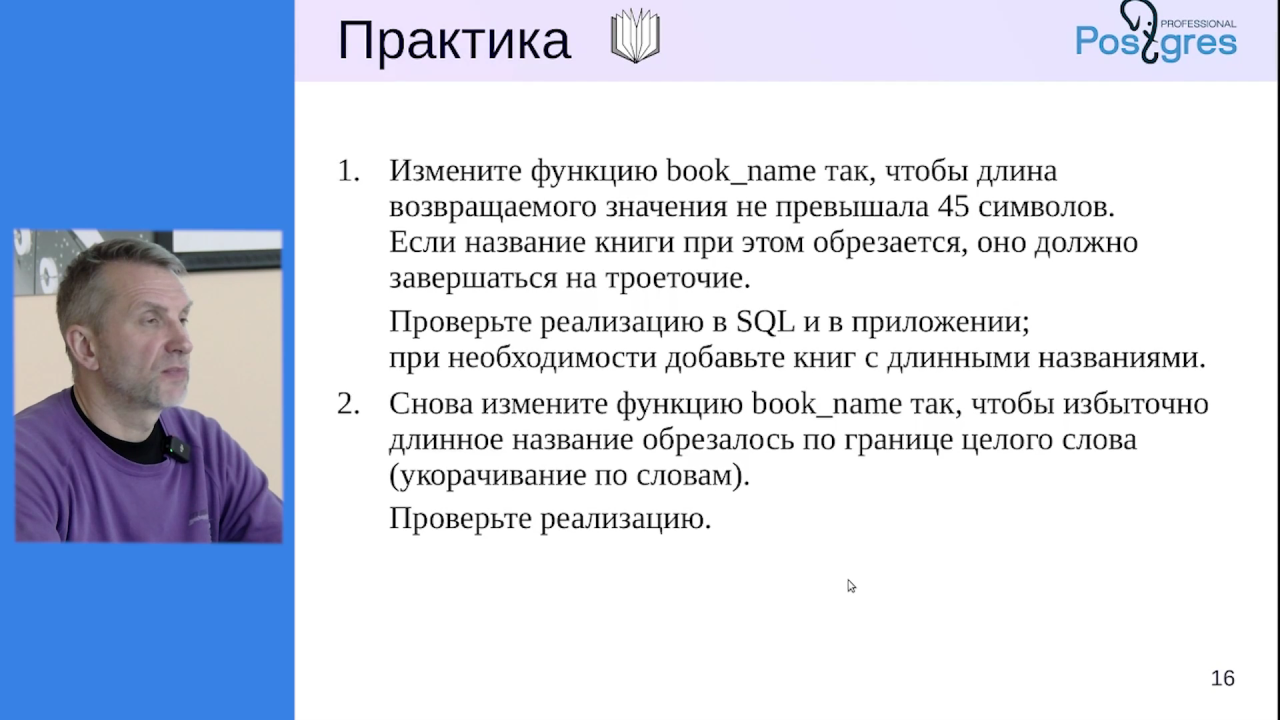 Практика
PROFESSIONAL
Postgres
1. Измените функцию book_name так, чтобы длина
возвращаемого значения не превышала 45 символов.
Если название книги при этом обрезается, оно должно
завершаться на троеточие.
Проверьте реализацию в SQL и в приложении;
при необходимости добавьте книг с длинными названиями.
2. Снова измените функцию book_name так, чтобы избыточно
длинное название обрезалось по границе целого слова
(укорачивание по словам).
Проверьте реализацию.
16